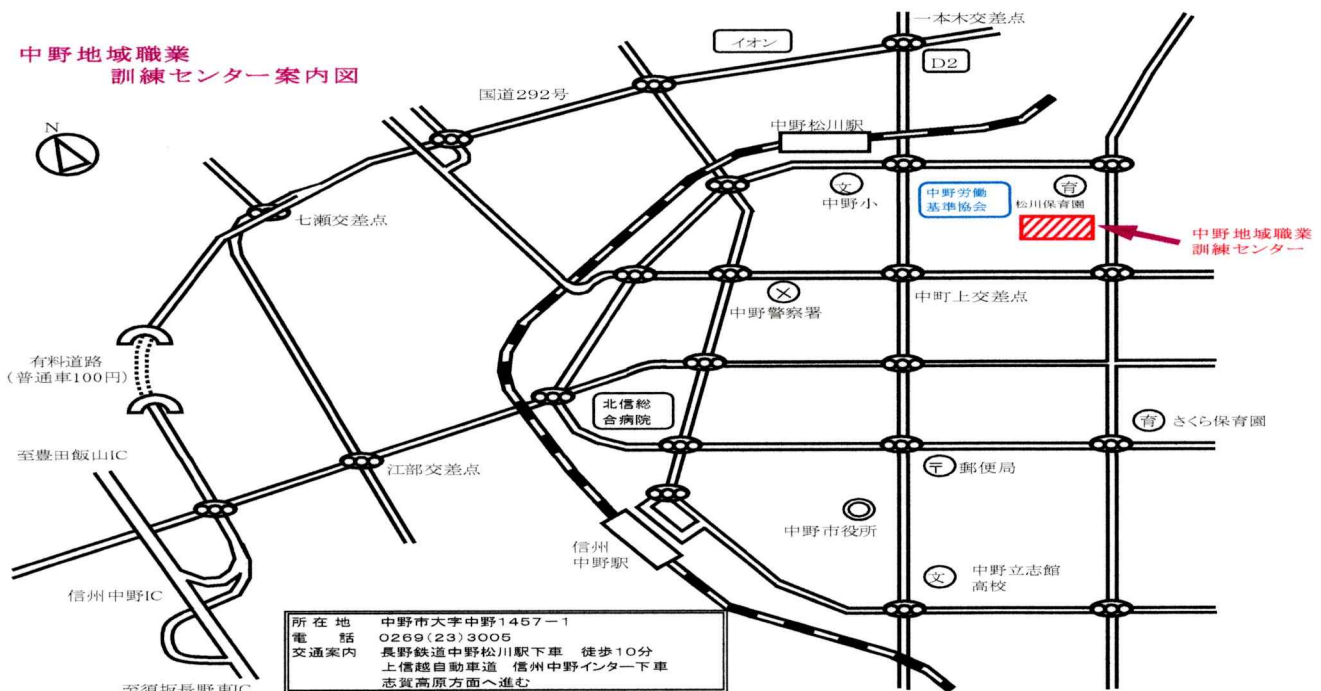 中野地域職業
訓練センター案内図
N
一本木交差点
イオン
D2
国道292号
中野松川駅
文
中野小
中野労働
基準協会
育
松川保育園
中野地域職業
訓練センター
七瀬交差点
中野警察署
中町上交差点
有料道路
(普通車100円)
北信総
合病院
育 さくら保育園
至豊田飯山IC
江部交差点
〒 郵便局
中野市役所
信州
中野駅
文
中野立志館
高校
信州中野IC
所在地 中野市大字中野1457-1
電話 0269(23)3005
交通案内 長野鉄道中野松川駅下車 徒歩10分
上信越自動車道 信州中野インター下車
志賀高原方面へ進む
至須坂長野東IC